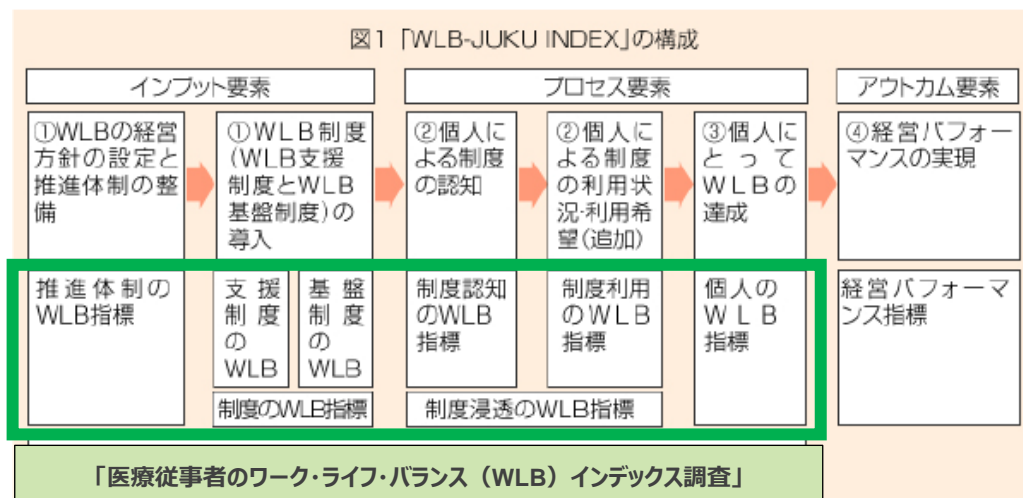 図1「WLB-JUKU INDEX」の構成
インプット要素
プロセス要素
アウトカム要素
①WLBの経営
方針の設定と
推進体制の整
備
①WLB制度
(WLB支援
制度とWLB
基盤制度)の
導入
②個人に
よる制度
の認知
②個人に
よる制度
の利用状
況・利用希
望(追加)
③個人に
とって
WLBの
達成
④経営パフォー
マンスの実現
推進体制の
WLB指標
支援
制度
の
WLB
基盤
制度
の
WLB
制度のWLB指標
制度認知
のWLB
指標
制度利用
のWLB
指標
制度浸透のWLB指標
個人の
WLB
指標
経営パフォーマ
ンス指標
「医療従事者のワーク・ライフ・バランス（WLB）インデックス調査」